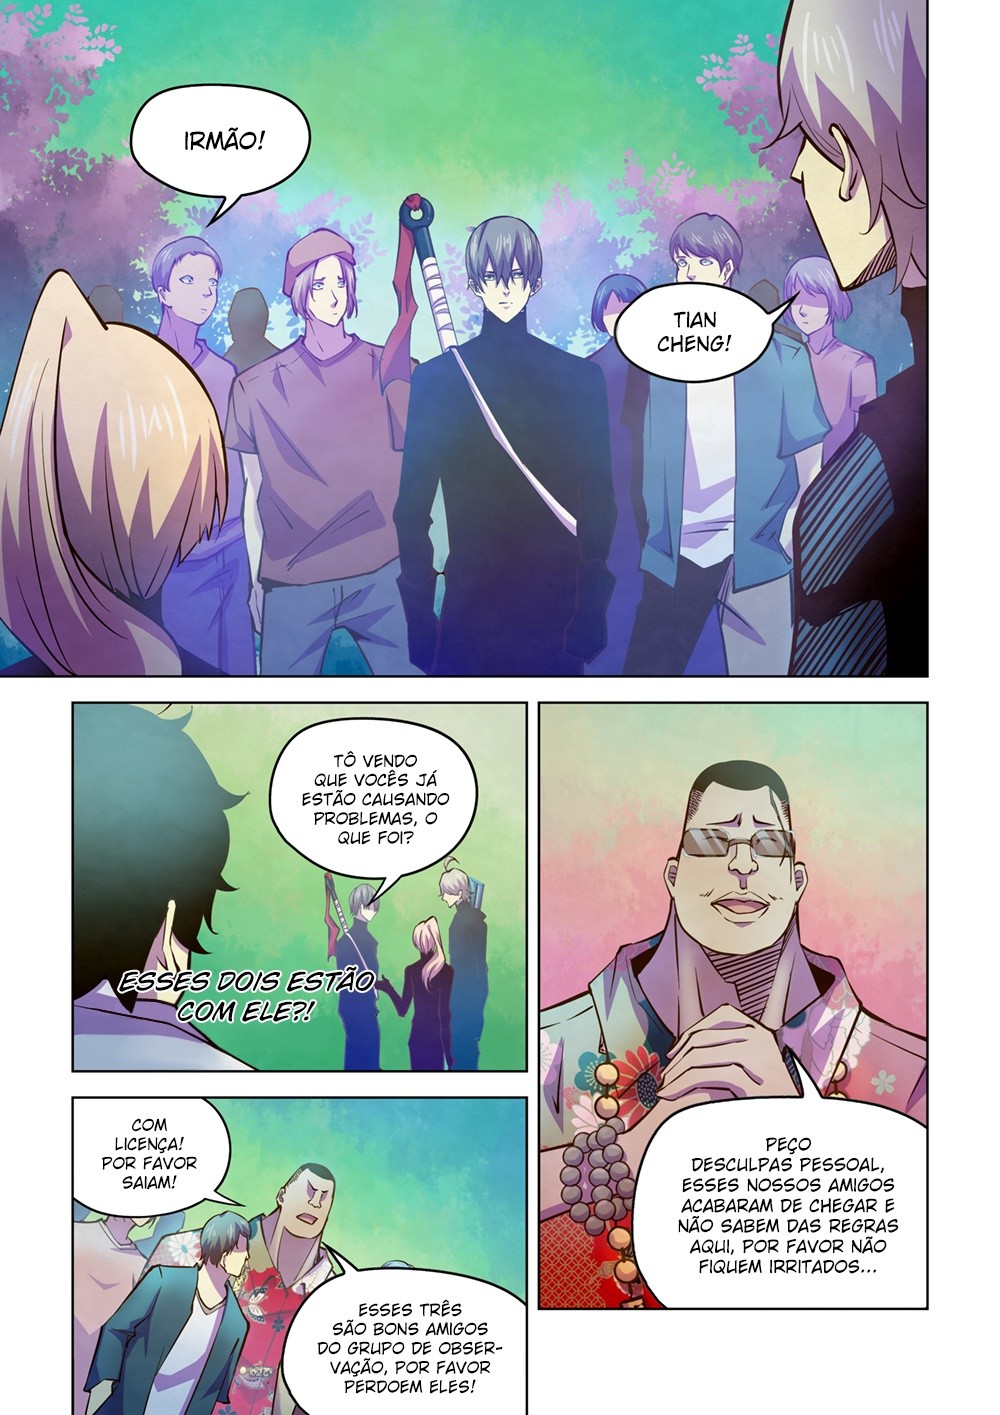 IRMÃO!
TIAN
CHENG!
TÔ VENDO
QUE VOCÊS JÁ
ESTÃO CAUSANDO
PROBLEMAS, O
QUE FOI?
ESSES DOIS ESTÃO
COM ELE?!
PEÇO
DESCULPAS PESSOAL,
ESSES NOSSOS AMIGOS
ACABARAM DE CHEGAR E
NÃO SABEM DAS REGRAS
AQUI, POR FAVOR NÃO
FIQUEM IRRITADOS...
COM
LICENÇA!
POR FAVOR
SAIAM!
ESSES TRÊS
SÃO BONS AMIGOS
DO GRUPO DE OBSER-
VAÇÃO, POR FAVOR
PERDOEM ELES!